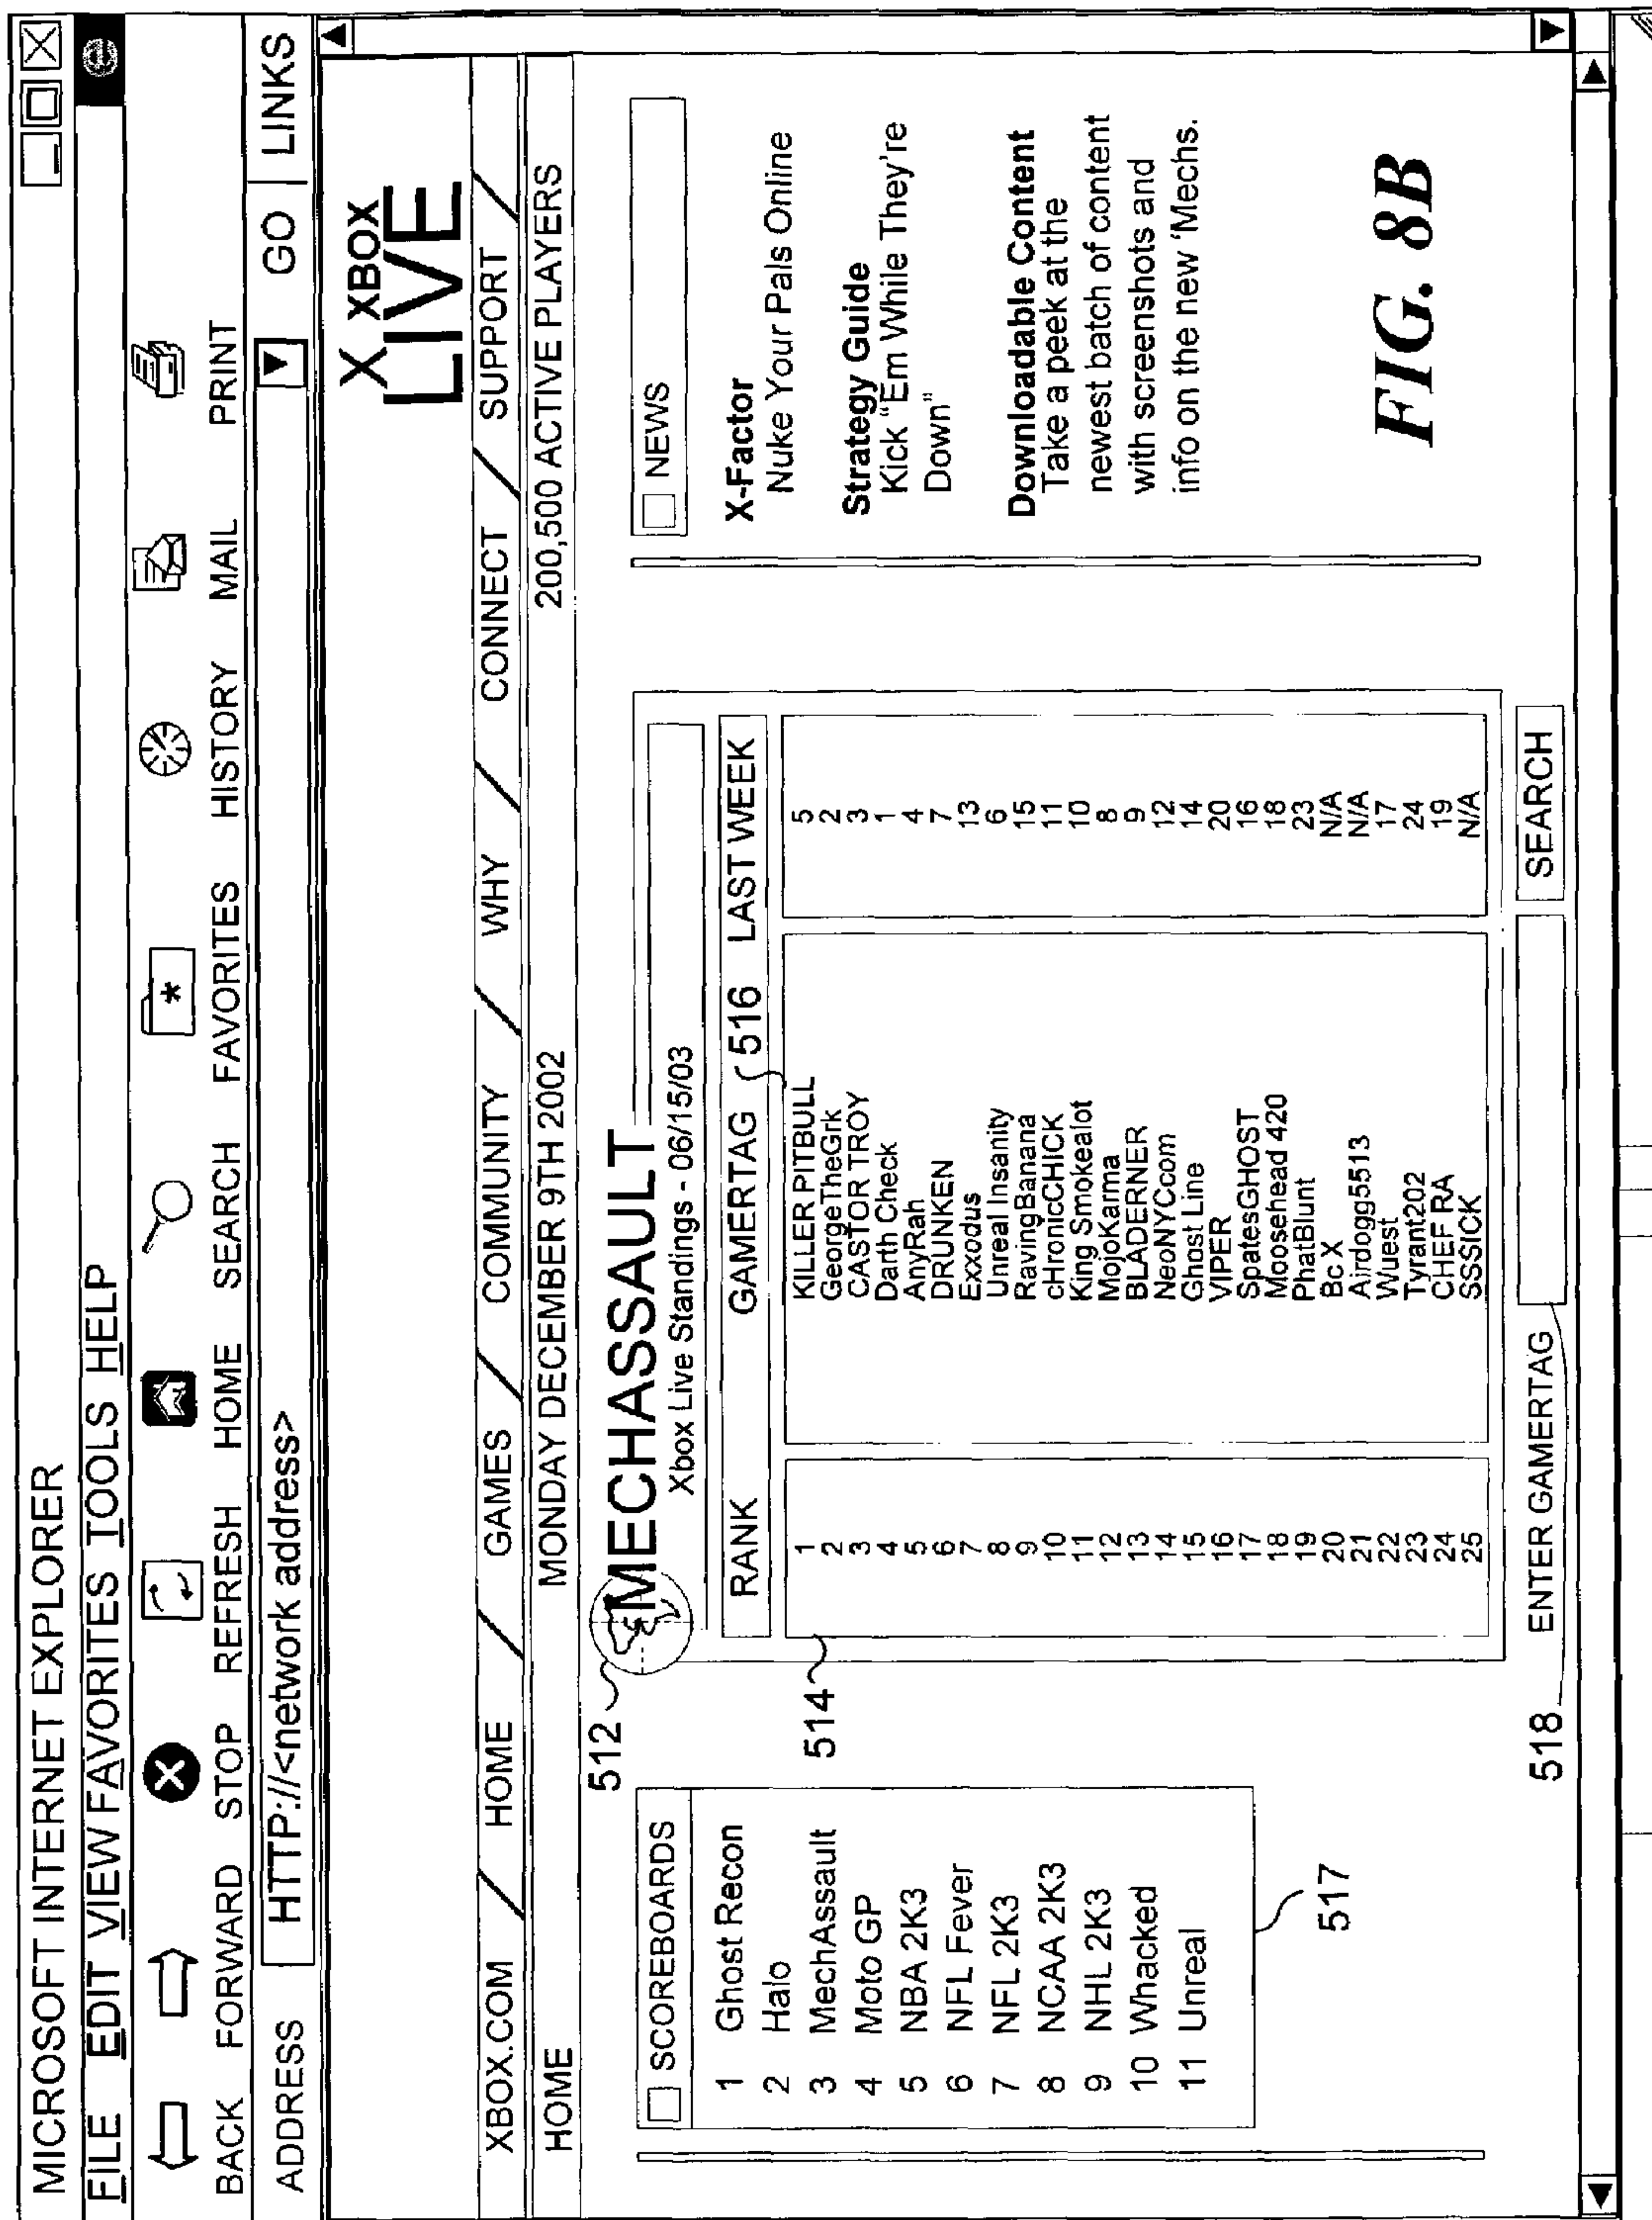 MICROSOFT INTERNET EXPLORER
FILE EDIT VIEW FAVORITES TOOLS HELP
BACK FORWARD STOP REFRESH HOME SEARCH FAVORITES HISTORY MAIL PRINT
ADDRESS HTTP://<network address> GO LINKS
X XBOX
LIVE
XBOX.COM HOME GAMES COMMUNITY WHY CONNECT SUPPORT
HOME MONDAY DECEMBER 9TH 2002 200,500 ACTIVE PLAYERS
SCOREBOARDS
1 Ghost Recon
2 Halo
3 MechAssault
4 Moto GP
5 NBA 2K3
6 NFL Fever
7 NFL 2K3
8 NCAA 2K3
9 NHL 2K3
10 Whacked
11 Unreal
517
512
MECHASSAULT
Xbox Live Standings - 06/15/03
RANK GAMERTAG 516 LAST WEEK
514
1 KILLER PITBULL 5
2 GeorgeTheGrk 2
3 CASTOR TROY 3
4 Darth Check 1
5 AnyRah 4
6 DRUNKEN 7
7 Exxodus 13
8 Unreal Insanity 6
9 RavingBanana 15
10 cHronicCHICK 11
11 King Smokealot 10
12 MojoKarma 8
13 BLADERNER 9
14 NeoNYCcom 12
15 Ghost Line 14
16 VIPER 20
17 SpatesGHOST 16
18 Moosehead 420 18
19 PhatBlunt 23
20 Bc X N/A
21 Airdogg5513 N/A
22 Wuest 17
23 Tyrant202 24
24 CHEF RA 19
25 SSSICK N/A
518 ENTER GAMERTAG SEARCH
NEWS
X-Factor
Nuke Your Pals Online
Strategy Guide
Kick "Em While They're
Down"
Downloadable Content
Take a peek at the
newest batch of content
with screenshots and
info on the new 'Mechs.
FIG. 8B